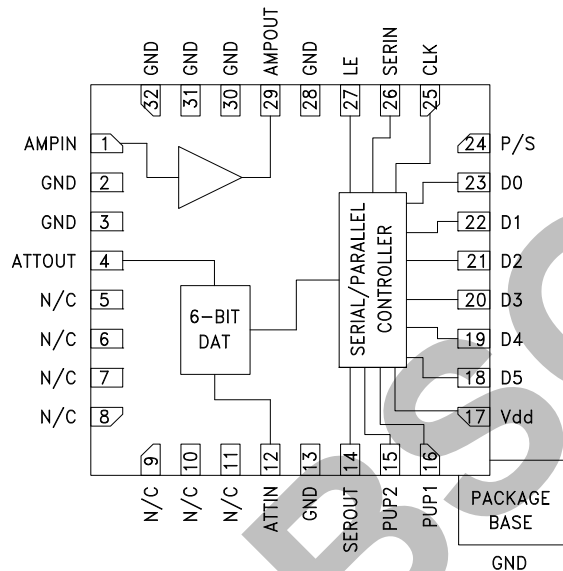 GND
GND
GND
AMPOUT
GND
LE
SERIN
CLK
32
31
30
29
28
27
26
25
AMPIN 1
GND 2
GND 3
ATTOUT 4
N/C 5
N/C 6
N/C 7
N/C 8
24 P/S
23 D0
22 D1
21 D2
20 D3
19 D4
18 D5
17 Vdd
6-BIT
DAT
SERIAL/PARALLEL
CONTROLLER
9
10
11
12
13
14
15
16
N/C
N/C
N/C
ATTIN
GND
SEROUT
PUP2
PUP1
PACKAGE
BASE
GND
BSO